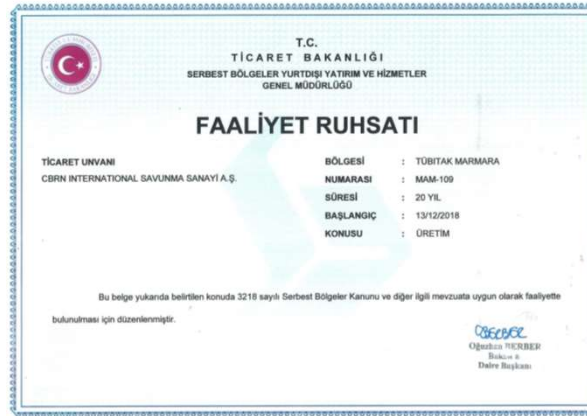 T.C.
TİCARET BAKANLIĞI
SERBEST BÖLGELER YURTDIŞI YATIRIM VE HİZMETLER
GENEL MÜDÜRLÜĞÜ
FAALİYET RUHSATI
TİCARET UNVANI
CBRN INTERNATIONAL SAVUNMA SANAYİ A.Ş.
BÖLGESİ : TÜBITAK MARMARA
NUMARASI : MAM-109
SÜRESİ : 20 YIL
BAŞLANGIÇ : 13/12/2018
KONUSU : ÜRETİM
Bu belge yukarıda belirtilen konuda 3218 sayılı Serbest Bölgeler Kanunu ve diğer ilgili mevzuata uygun olarak faaliyette
bulunulması için düzenlenmiştir.
Oğuzhan BERBER
Bakan a.
Daire Başkanı